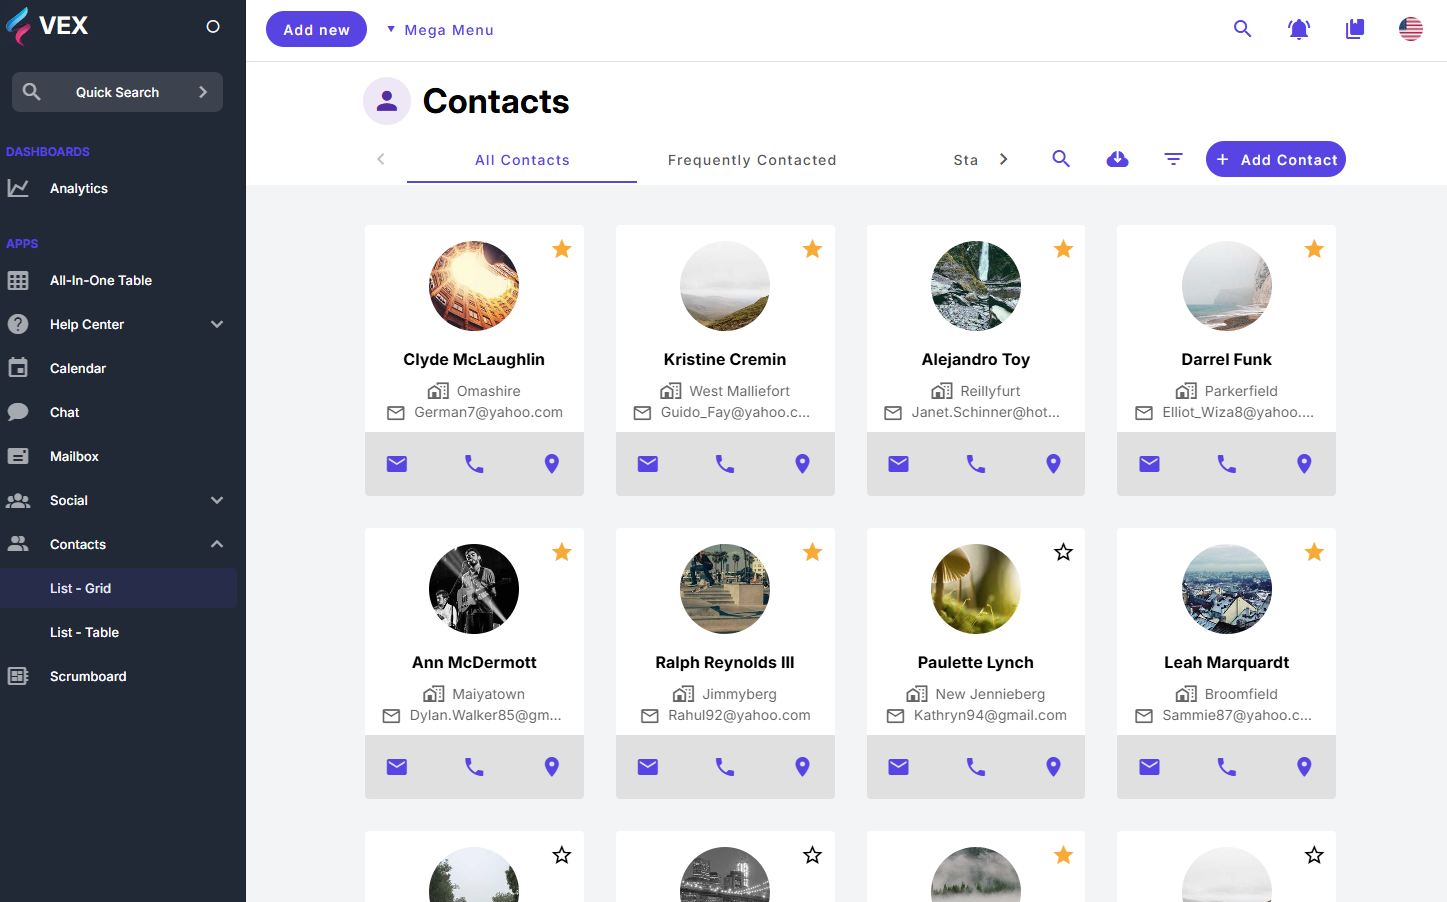 VEX
Quick Search
DASHBOARDS
Analytics
APPS
All-In-One Table
Help Center
Calendar
Chat
Mailbox
Social
Contacts
List - Grid
List - Table
Scrumboard
Add new
Mega Menu
Contacts
All Contacts
Frequently Contacted
Sta
+ Add Contact
Clyde McLaughlin
Omashire
German7@yahoo.com
Kristine Cremin
West Malliefort
Guido_Fay@yahoo.c...
Alejandro Toy
Reillyfurt
Janet.Schinner@hot...
Darrel Funk
Parkerfield
Elliot_Wiza8@yahoo....
Ann McDermott
Maiyatown
Dylan.Walker85@gm...
Ralph Reynolds III
Jimmyberg
Rahul92@yahoo.com
Paulette Lynch
New Jennieberg
Kathryn94@gmail.com
Leah Marquardt
Broomfield
Sammie87@yahoo.c...